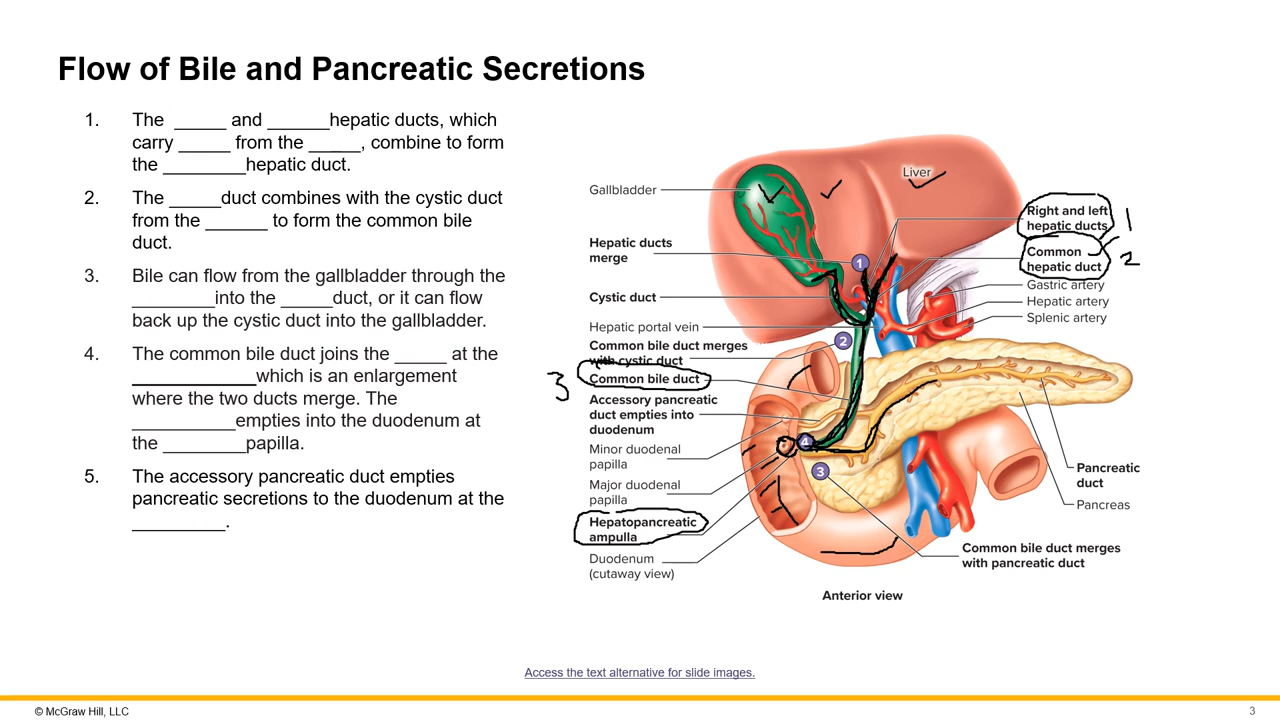 Flow of Bile and Pancreatic Secretions
1. The _____ and ______hepatic ducts, which
carry _____ from the _____, combine to form
the ________hepatic duct.
2. The _____duct combines with the cystic duct
from the ______ to form the common bile
duct.
3. Bile can flow from the gallbladder through the
________into the _____duct, or it can flow
back up the cystic duct into the gallbladder.
4. The common bile duct joins the _____ at the
____________which is an enlargement
where the two ducts merge. The
__________empties into the duodenum at
the ________papilla.
5. The accessory pancreatic duct empties
pancreatic secretions to the duodenum at the
_________.
Gallbladder
Hepatic ducts
merge
Cystic duct
Hepatic portal vein
Common bile duct merges
with cystic duct
3
Common bile duct
Accessory pancreatic
duct empties into
duodenum
Minor duodenal
papilla
Major duodenal
papilla
Hepatopancreatic
ampulla
Duodenum
(cutaway view)
Liver
1
2
4
3
Right and left
hepatic ducts
1
Common
hepatic duct
2
Gastric artery
Hepatic artery
Splenic artery
Pancreatic
duct
Pancreas
Common bile duct merges
with pancreatic duct
Anterior view
Access the text alternative for slide images.
© McGraw Hill, LLC
3